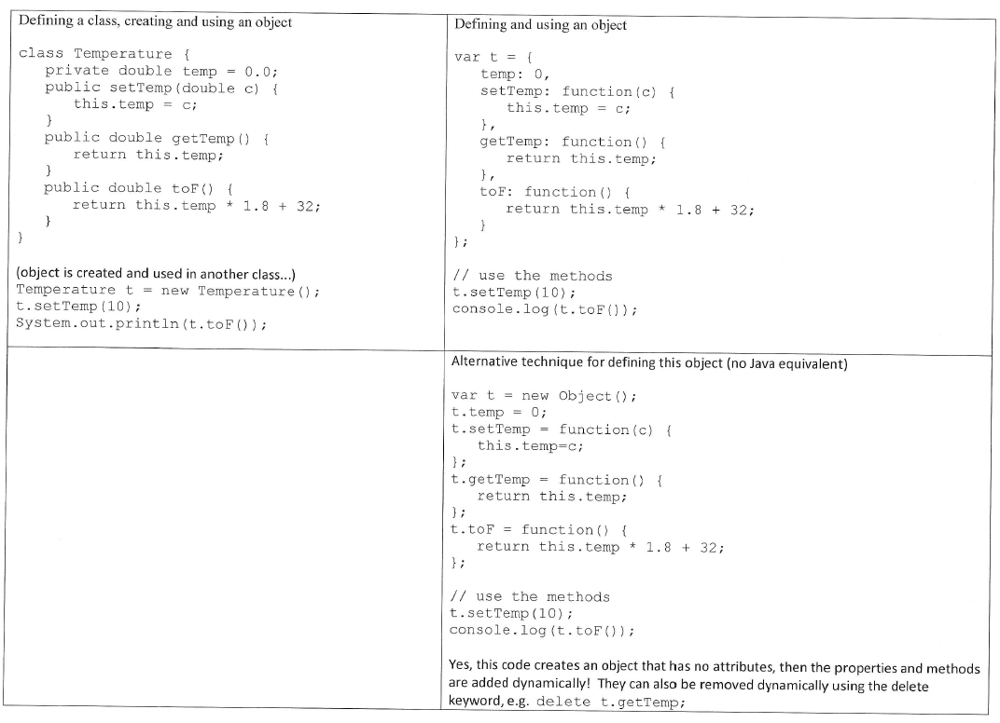 Defining a class, creating and using an object
class Temperature {
private double temp = 0.0;
public setTemp(double c) {
this.temp = c;
}
public double getTemp() {
return this.temp;
}
public double toF() {
return this.temp * 1.8 + 32;
}
}
(object is created and used in another class...)
Temperature t = new Temperature();
t.setTemp(10);
System.out.println(t.toF());
Defining and using an object
var t = {
temp: 0,
setTemp: function(c) {
this.temp = c;
},
getTemp: function() {
return this.temp;
},
toF: function() {
return this.temp * 1.8 + 32;
}
};
// use the methods
t.setTemp(10);
console.log(t.toF());
Alternative technique for defining this object (no Java equivalent)
var t = new Object();
t.temp = 0;
t.setTemp = function(c) {
this.temp=c;
};
t.getTemp = function() {
return this.temp;
};
t.toF = function() {
return this.temp * 1.8 + 32;
};
// use the methods
t.setTemp(10);
console.log(t.toF());
Yes, this code creates an object that has no attributes, then the properties and methods
are added dynamically! They can also be removed dynamically using the delete
keyword, e.g. delete t.getTemp;